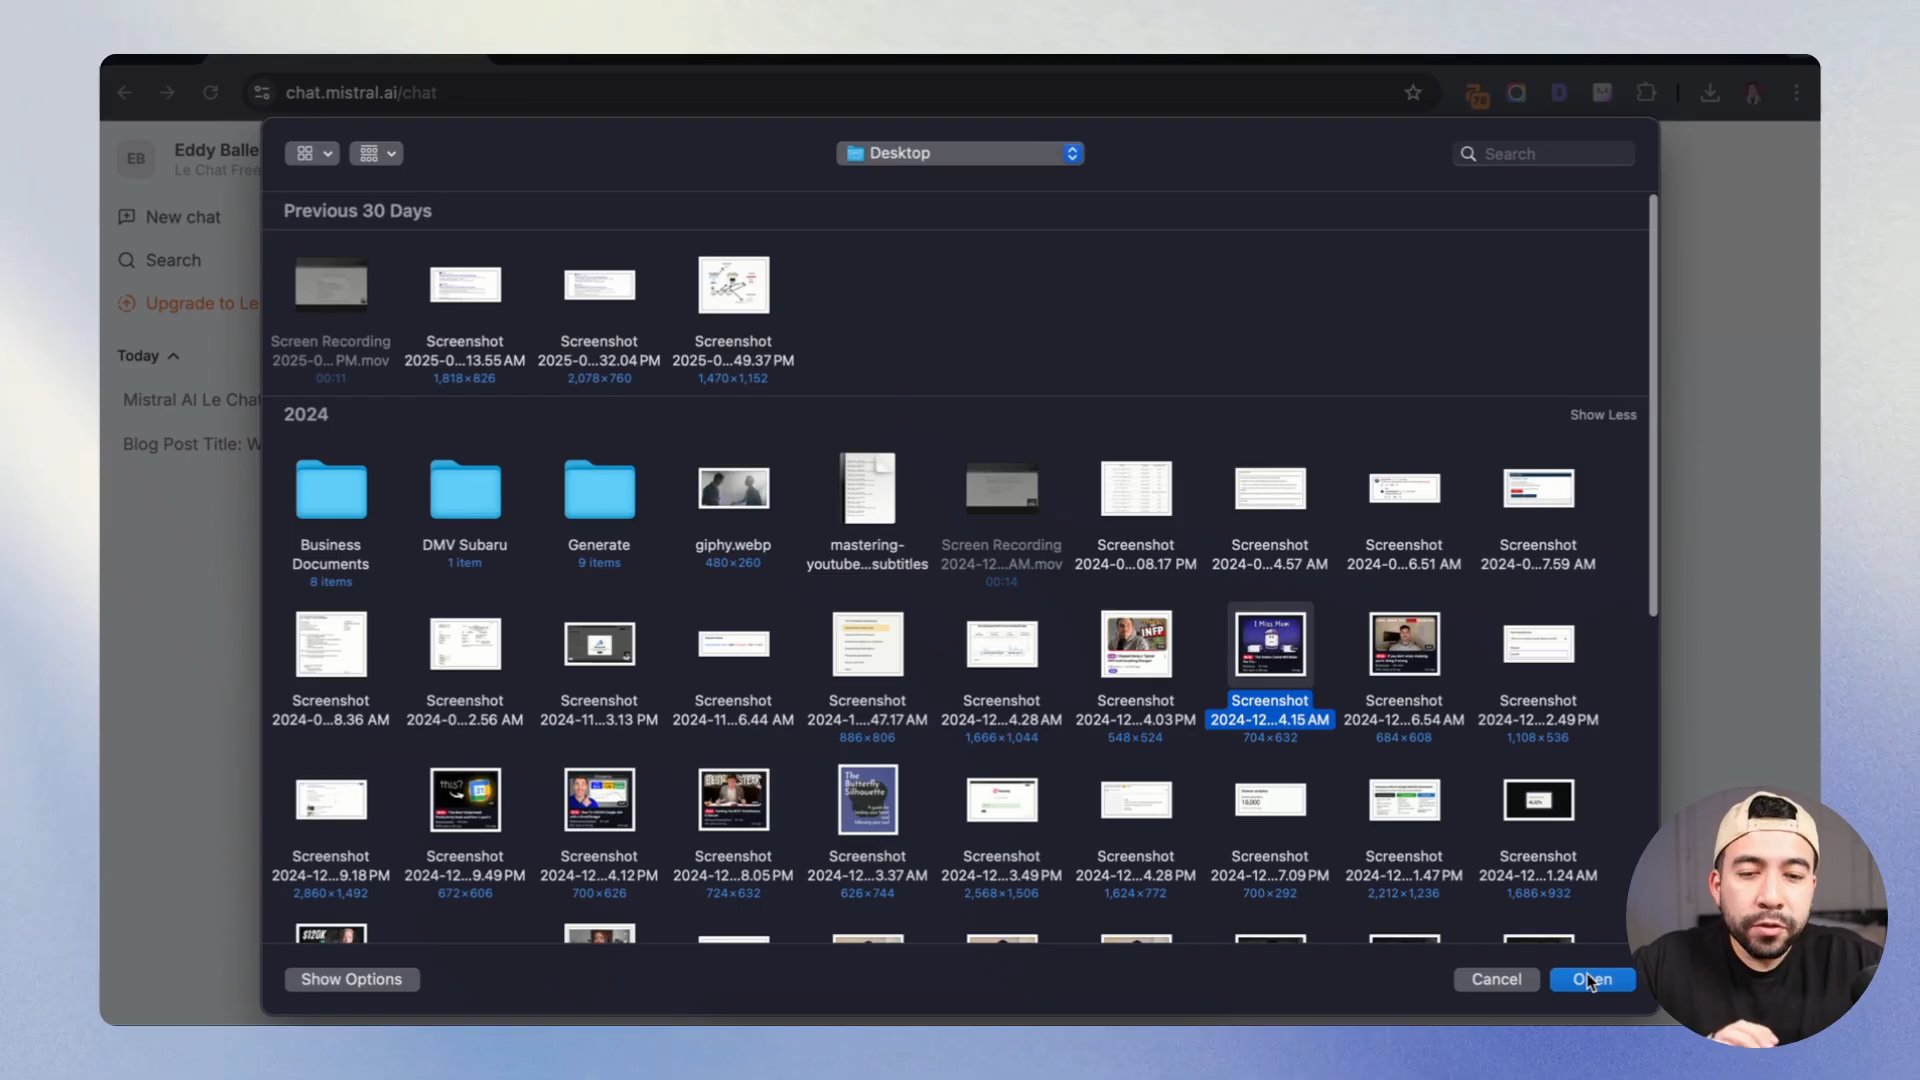 chat.mistral.ai/chat
78
EB
Eddy Balle
Le Chat Free
New chat
Search
Upgrade to Le
Today
Mistral AI Le Chat
Blog Post Title: W
Desktop
Search
Previous 30 Days
Screen Recording
2025-0... PM.mov
00:11
Screenshot
2025-0...13.55 AM
1,818×826
Screenshot
2025-0...32.04 PM
2,078×760
Screenshot
2025-0...49.37 PM
1,470×1,152
2024
Show Less
Business
Documents
8 items
DMV Subaru
1 item
Generate
9 items
giphy.webp
480×260
mastering-
youtube...subtitles
Screen Recording
2024-12...AM.mov
00:14
Screenshot
2024-0...08.17 PM
Screenshot
2024-0...4.57 AM
Screenshot
2024-0...6.51 AM
Screenshot
2024-0...7.59 AM
Screenshot
2024-0...8.36 AM
Screenshot
2024-0...2.56 AM
Screenshot
2024-11...3.13 PM
Screenshot
2024-11...6.44 AM
Screenshot
2024-1....47.17 AM
886×806
Screenshot
2024-12...4.28 AM
1,666×1,044
INFP
Screenshot
2024-12...4.03 PM
548×524
I Miss Mom
Screenshot
2024-12...4.15 AM
704×632
Screenshot
2024-12...6.54 AM
684×608
Screenshot
2024-12...2.49 PM
1,108×536
Screenshot
2024-12...9.18 PM
2,860×1,492
this?
31
Screenshot
2024-12...9.49 PM
672×606
Screenshot
2024-12...4.12 PM
700×626
Screenshot
2024-12...8.05 PM
724×632
The
Butterfly
Silhouette
Screenshot
2024-12...3.37 AM
626×744
Screenshot
2024-12...3.49 PM
2,568×1,506
Screenshot
2024-12...4.28 PM
1,624×772
10,000
Screenshot
2024-12...7.09 PM
700×292
Screenshot
2024-12...1.47 PM
2,212×1,236
Screenshot
2024-12...1.24 AM
1,686×932
$120K
Show Options
Cancel
Open